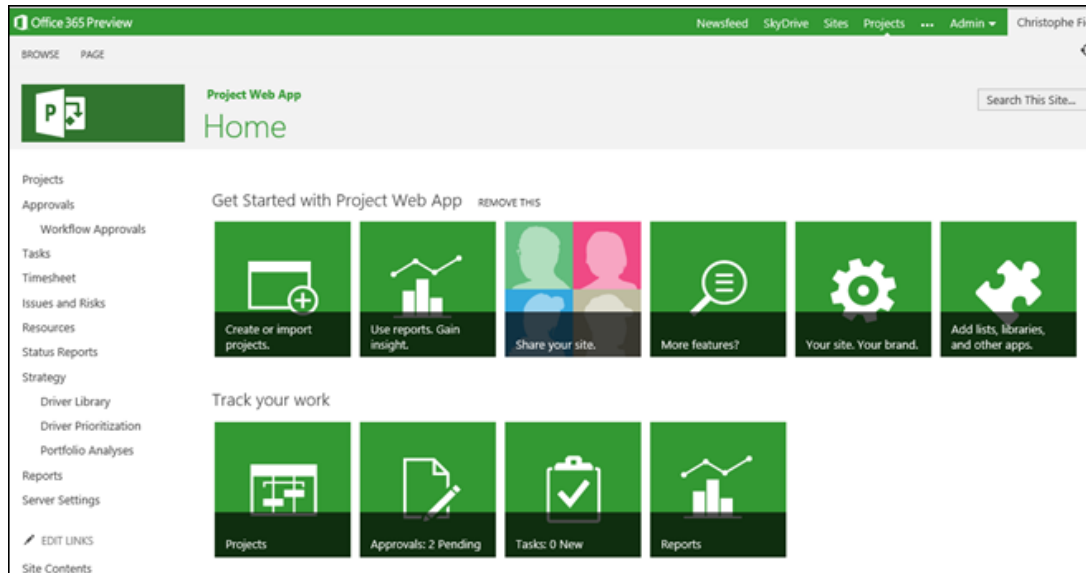 Office 365 Preview
Newsfeed SkyDrive Sites Projects ... Admin Christophe
BROWSE PAGE
P
Project Web App
Home
Search This Site...
Projects
Approvals
Workflow Approvals
Tasks
Timesheet
Issues and Risks
Resources
Status Reports
Strategy
Driver Library
Driver Prioritization
Portfolio Analyses
Reports
Server Settings
EDIT LINKS
Site Contents
Get Started with Project Web App REMOVE THIS
Create or import
projects.
Use reports. Gain
insight.
Share your site.
More features?
Your site. Your brand.
Add lists, libraries,
and other apps.
Track your work
Projects
Approvals: 2 Pending
Tasks: 0 New
Reports